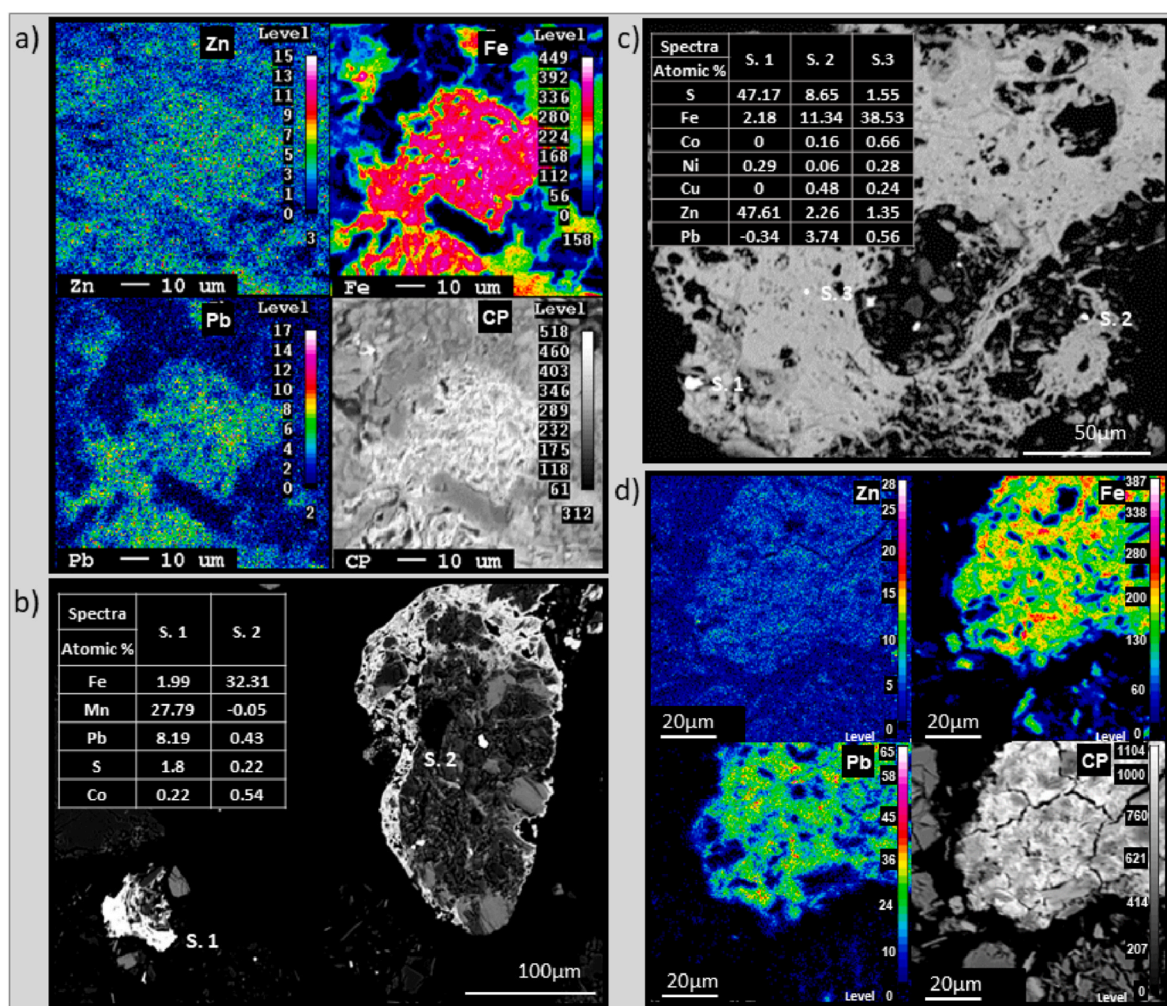 a)
Zn
Level
15
13
11
9
7
5
3
1
0
3
Zn
10 um
Fe
Level
449
392
336
280
224
168
112
56
0
158
Fe
10 um
Pb
Level
17
14
12
10
8
6
4
2
0
2
Pb
10 um
CP
Level
518
460
403
346
289
232
175
118
61
312
CP
10 um
b)
Spectra S. 1 S. 2
Atomic %
Fe 1.99 32.31
Mn 27.79 -0.05
Pb 8.19 0.43
S 1.8 0.22
Co 0.22 0.54
S. 2
S. 1
100µm
c)
Spectra S. 1 S. 2 S.3
Atomic %
S 47.17 8.65 1.55
Fe 2.18 11.34 38.53
Co 0 0.16 0.66
Ni 0.29 0.06 0.28
Cu 0 0.48 0.24
Zn 47.61 2.26 1.35
Pb -0.34 3.74 0.56
S. 3
S. 2
S. 1
50µm
d)
Zn
28
25
20
15
10
5
0
Level
20µm
Fe
387
338
280
200
130
60
0
Level
20µm
Pb
65
55
45
36
24
10
0
Level
20µm
CP
1104
1000
760
621
414
207
0
Level
20µm